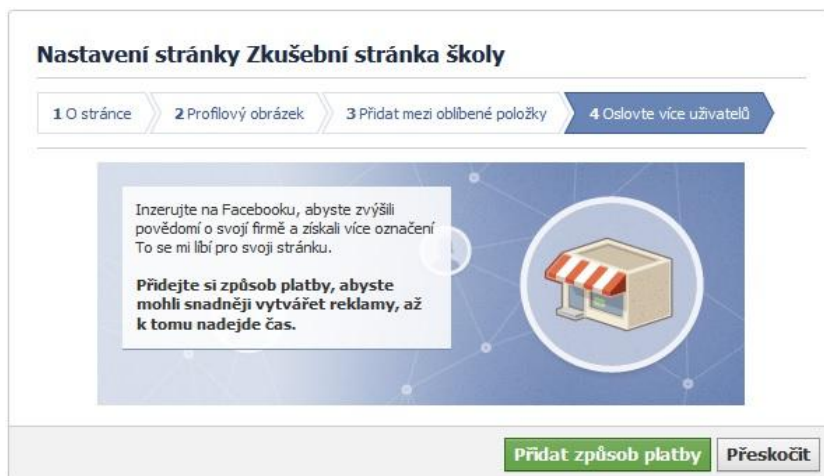 Nastavení stránky Zkušební stránka školy
1 O stránce 2 Profilový obrázek 3 Přidat mezi oblíbené položky 4 Oslovte více uživatelů
Inzerujte na Facebooku, abyste zvýšili
povědomí o svojí firmě a získali více označení
To se mi líbí pro svoji stránku.
Přidejte si způsob platby, abyste
mohli snadněji vytvářet reklamy, až
k tomu nadejde čas.
Přidat způsob platby Přeskočit